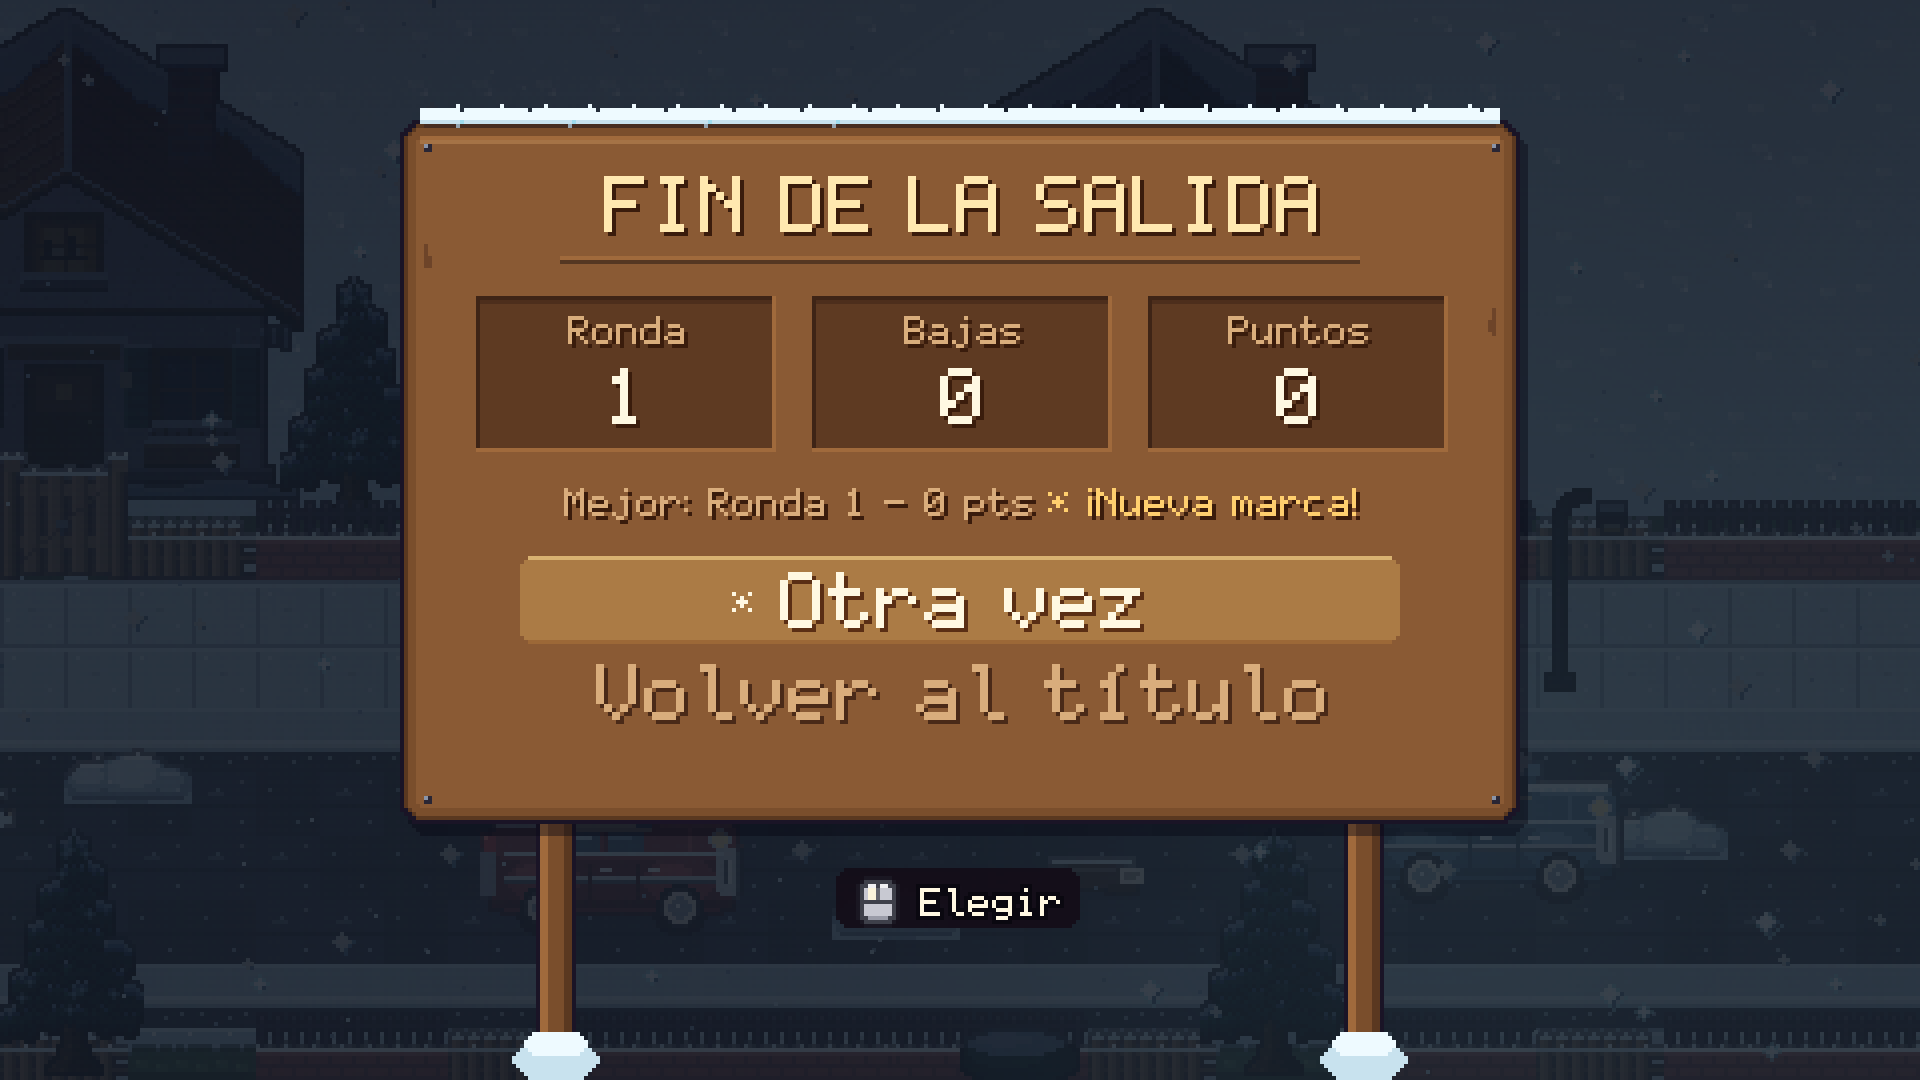 FIN DE LA SALIDA
Ronda
1
Bajas
0
Puntos
0
Mejor: Ronda 1 – 0 pts * ¡Nueva marca!
* Otra vez
Volver al título
Elegir